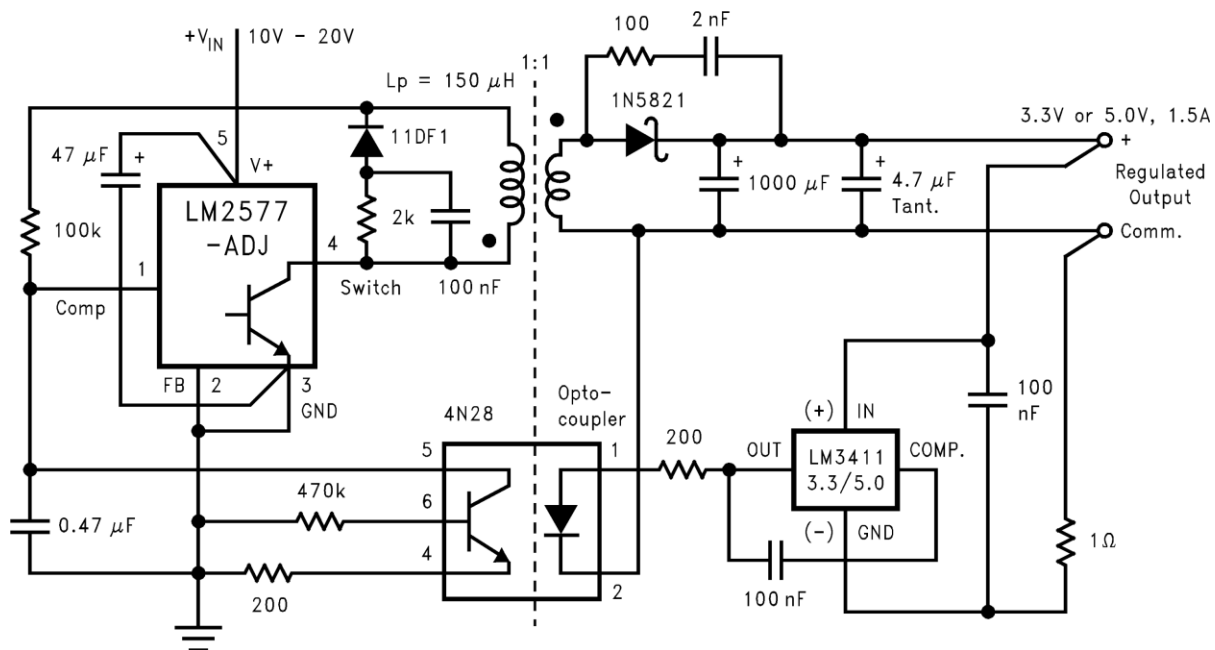 +VIN
10V – 20V
100
2 nF
1:1
Lp = 150 µH
1N5821
3.3V or 5.0V, 1.5A
11DF1
+
47 µF
+
5
V+
+
1000 µF
+
4.7 µF
Tant.
Regulated
Output
LM2577
-ADJ
2k
100k
4
Comm.
1
Comp
Switch
100 nF
FB
2
3
GND
Opto-
coupler
(+)
IN
100
nF
4N28
5
1
200
OUT
LM3411
3.3/5.0
COMP.
470k
6
0.47 µF
(–)
GND
1Ω
4
2
200
100 nF